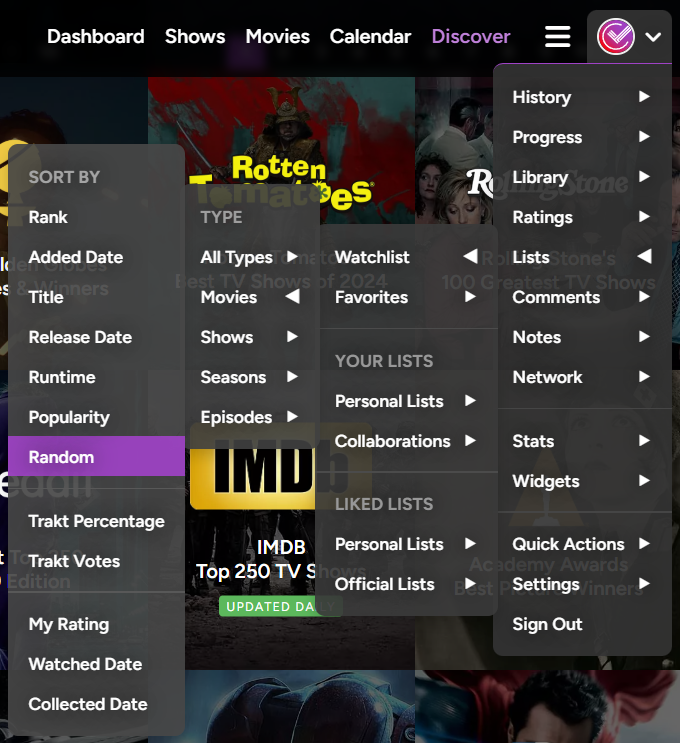 Dashboard
Shows
Movies
Calendar
Discover
History
Progress
Library
Ratings
Lists
Comments
Notes
Network
Stats
Widgets
Quick Actions
Settings
Sign Out
Watchlist
Favorites
YOUR LISTS
Personal Lists
Collaborations
LIKED LISTS
Personal Lists
Official Lists
TYPE
All Types
Movies
Shows
Seasons
Episodes
SORT BY
Rank
Added Date
Title
Release Date
Runtime
Popularity
Random
Trakt Percentage
Trakt Votes
My Rating
Watched Date
Collected Date
Rotten
Tomatoes
Best TV Shows of 2024
Rolling Stone
Rolling Stone's
100 Greatest TV Shows
IMDb
IMDB
Top 250 TV Shows
UPDATED DAILY
Academy Awards
Best Picture Winners
Golden Globes
& Winners
Edition